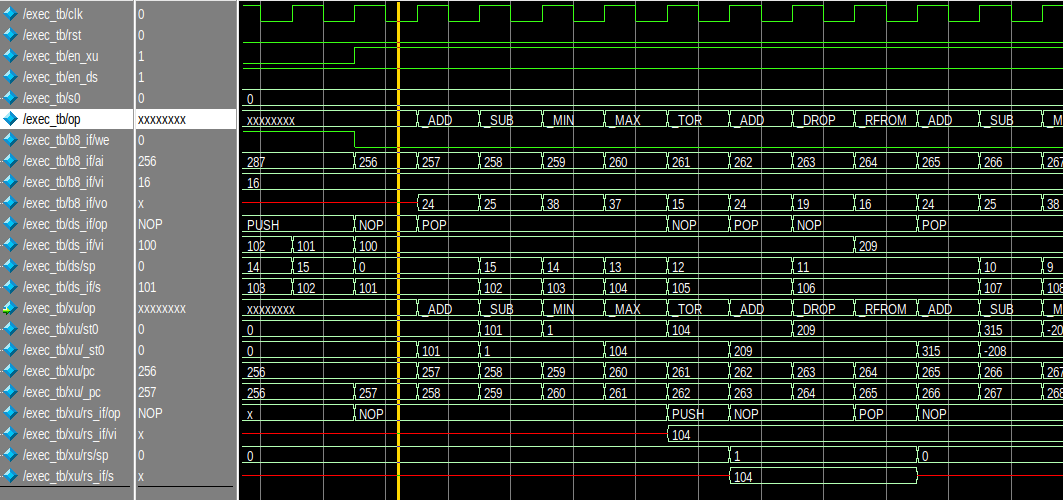 /exec_tb/clk 0
/exec_tb/rst 0
/exec_tb/en_xu 1
/exec_tb/en_ds 1
/exec_tb/s0 0 0
/exec_tb/op xxxxxxxx xxxxxxxx _ADD _SUB _MIN _MAX _TOR _ADD _DROP _RFROM _ADD _SUB _M
/exec_tb/b8_if/we 0
/exec_tb/b8_if/ai 256 287 256 257 258 259 260 261 262 263 264 265 266 267
/exec_tb/b8_if/vi 16 16
/exec_tb/b8_if/vo x 24 25 38 37 15 24 19 16 24 25 38
/exec_tb/ds_if/op NOP PUSH NOP POP NOP POP NOP POP
/exec_tb/ds_if/vi 100 102 101 100 209
/exec_tb/ds/sp 0 14 15 0 15 14 13 12 11 10 9
/exec_tb/ds_if/s 101 103 102 101 102 103 104 105 106 107 108
/exec_tb/xu/op xxxxxxxx xxxxxxxx _ADD _SUB _MIN _MAX _TOR _ADD _DROP _RFROM _ADD _SUB _M
/exec_tb/xu/st0 0 0 101 1 104 209 315 -20
/exec_tb/xu/_st0 0 0 101 1 104 209 315 -208
/exec_tb/xu/pc 256 256 257 258 259 260 261 262 263 264 265 266 267
/exec_tb/xu/_pc 257 256 257 258 259 260 261 262 263 264 265 266 267 268
/exec_tb/xu/rs_if/op NOP x NOP PUSH NOP POP NOP
/exec_tb/xu/rs_if/vi x 104
/exec_tb/xu/rs/sp 0 0 1 0
/exec_tb/xu/rs_if/s x 104